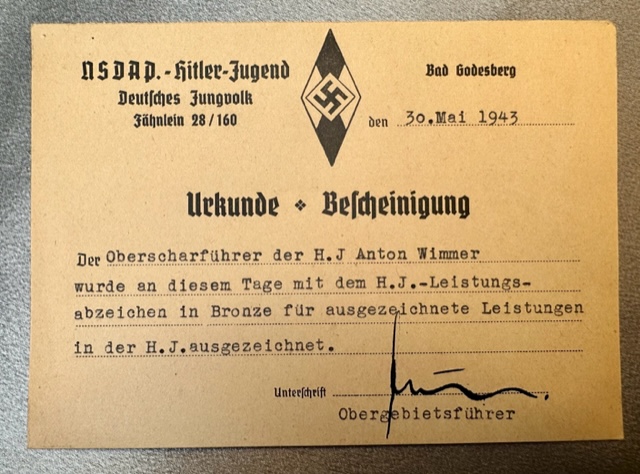 NSDAP.-Hitler-Jugend
Deutsches Jungvolk
Fähnlein 28/160
Bad Godesberg
den 30.Mai 1943
Urkunde ❖ Bescheinigung
Der Oberscharführer der H.J Anton Wimmer
wurde an diesem Tage mit dem H.J.-Leistungs-
abzeichen in Bronze für ausgezeichnete Leistungen
in der H.J.ausgezeichnet.
Unterschrift
Obergebietsführer